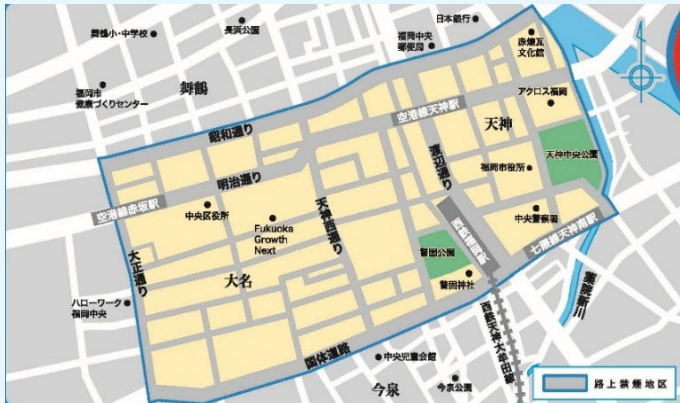 舞鶴小・中学校
長浜公園
日本銀行
福岡中央
郵便局
赤煉瓦
文化館
福岡市
健康づくりセンター
舞鶴
アクロス福岡
昭和通り
空港線天神駅
天神
天神中央公園
渡辺通り
福岡市役所
明治通り
空港線赤坂駅
中央区役所
Fukuoka
Growth
Next
天神西通り
西鉄福岡駅
中央警察署
七隈線天神南駅
大正通り
大名
警固公園
警固神社
薬院新川
ハローワーク
福岡中央
西鉄天神大牟田線
国体道路
中央児童会館
今泉
今泉公園
路上禁煙地区